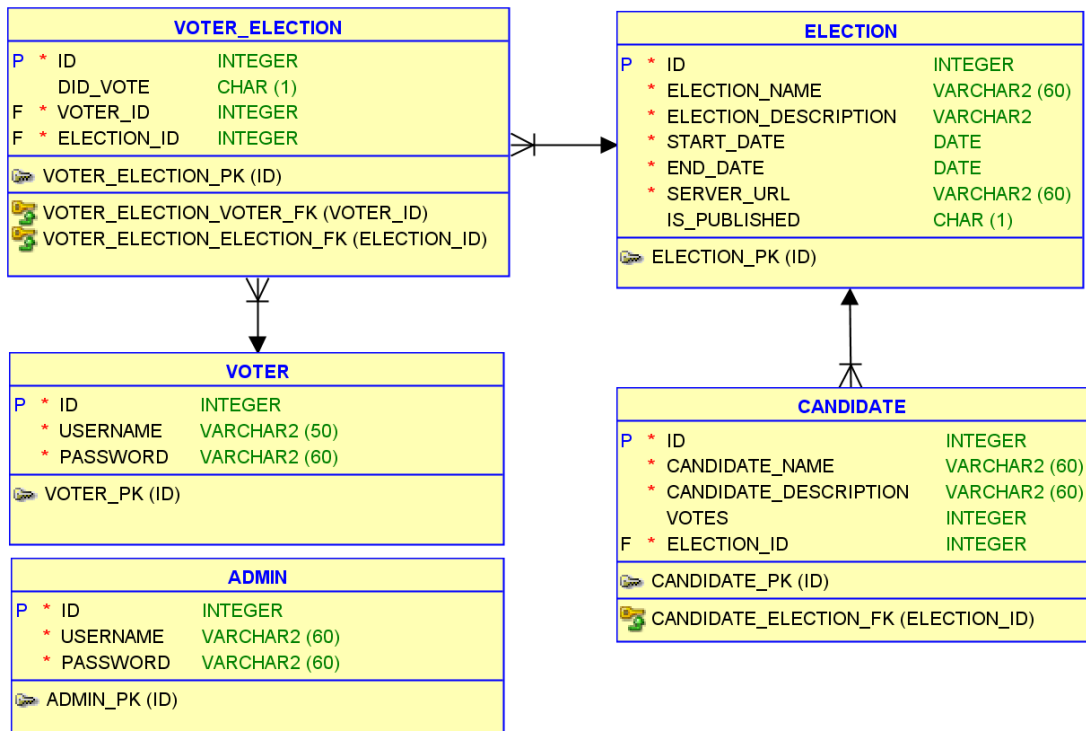 VOTER_ELECTION
P * ID INTEGER
DID_VOTE CHAR (1)
F * VOTER_ID INTEGER
F * ELECTION_ID INTEGER
VOTER_ELECTION_PK (ID)
VOTER_ELECTION_VOTER_FK (VOTER_ID)
VOTER_ELECTION_ELECTION_FK (ELECTION_ID)
ELECTION
P * ID INTEGER
* ELECTION_NAME VARCHAR2 (60)
* ELECTION_DESCRIPTION VARCHAR2
* START_DATE DATE
* END_DATE DATE
* SERVER_URL VARCHAR2 (60)
IS_PUBLISHED CHAR (1)
ELECTION_PK (ID)
VOTER
P * ID INTEGER
* USERNAME VARCHAR2 (50)
* PASSWORD VARCHAR2 (60)
VOTER_PK (ID)
CANDIDATE
P * ID INTEGER
* CANDIDATE_NAME VARCHAR2 (60)
* CANDIDATE_DESCRIPTION VARCHAR2 (60)
VOTES INTEGER
F * ELECTION_ID INTEGER
CANDIDATE_PK (ID)
CANDIDATE_ELECTION_FK (ELECTION_ID)
ADMIN
P * ID INTEGER
* USERNAME VARCHAR2 (60)
* PASSWORD VARCHAR2 (60)
ADMIN_PK (ID)